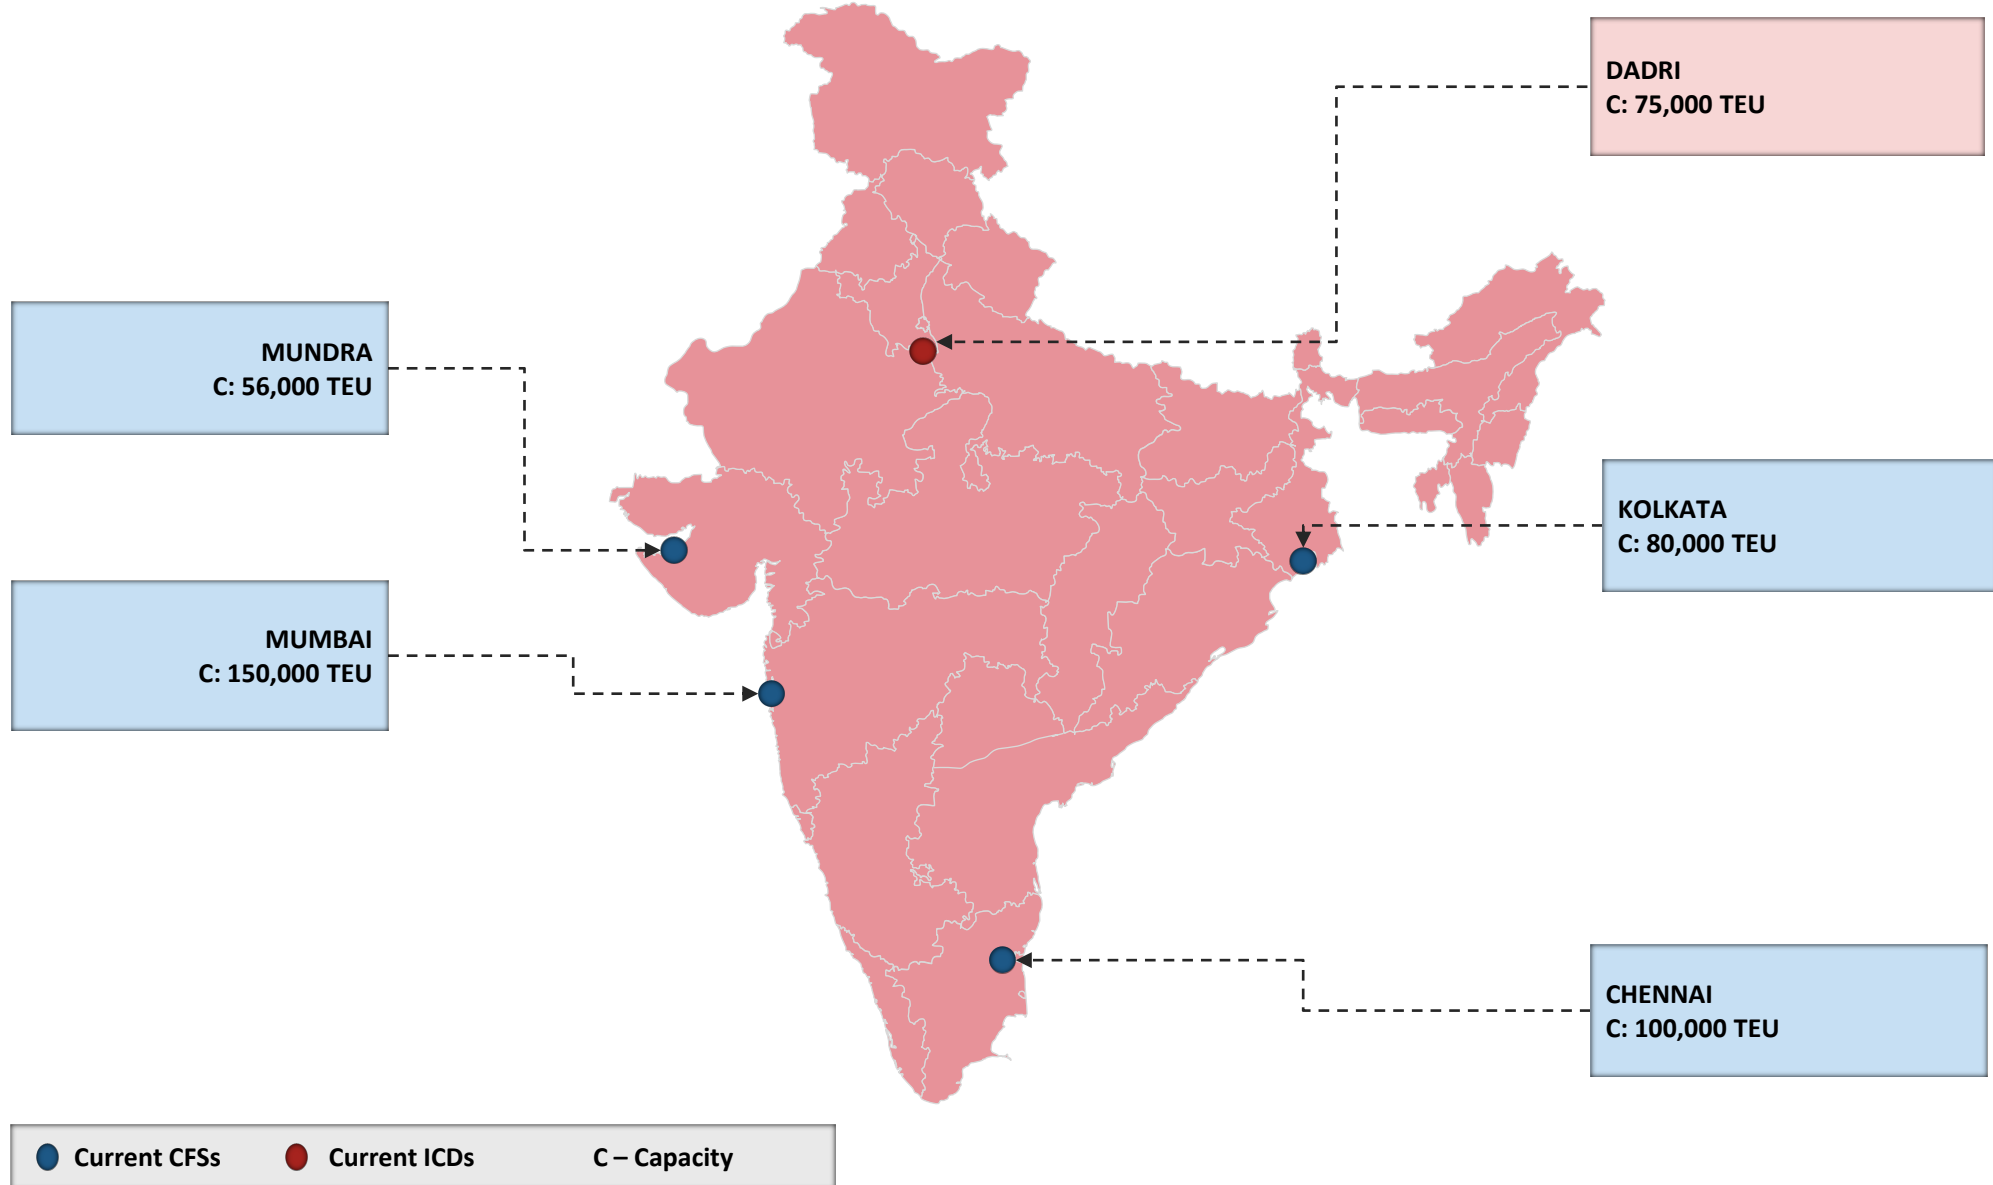 DADRI
C: 75,000 TEU
MUNDRA
C: 56,000 TEU
KOLKATA
C: 80,000 TEU
MUMBAI
C: 150,000 TEU
CHENNAI
C: 100,000 TEU
Current CFSs
Current ICDs
C – Capacity